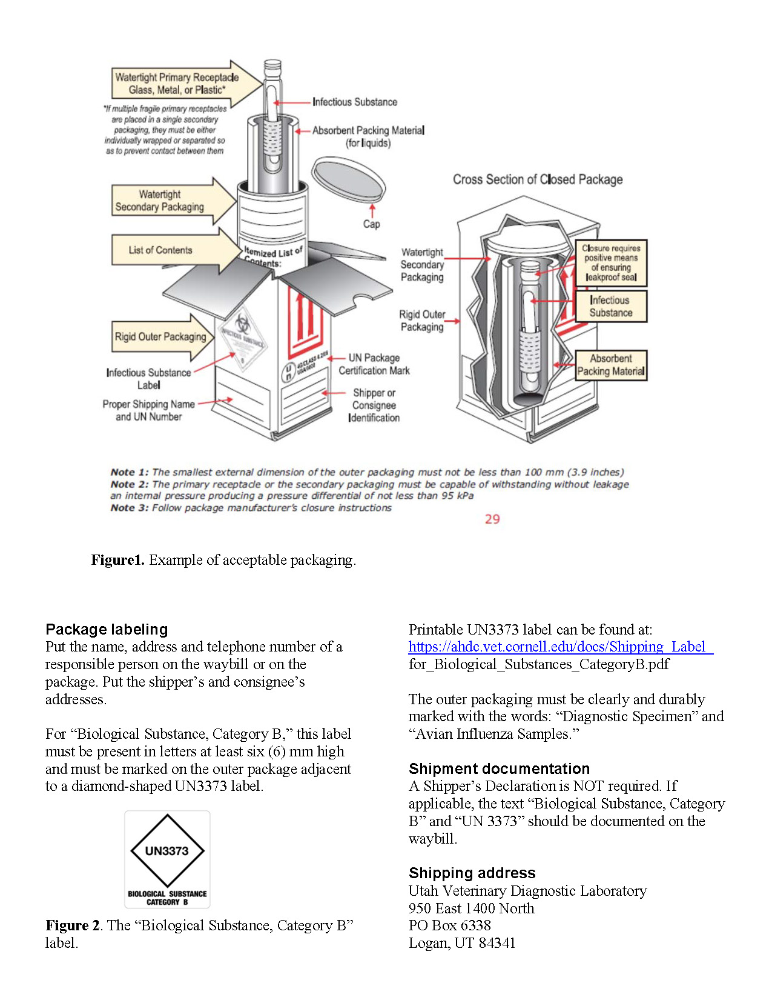 Watertight Primary Receptacle
Glass, Metal, or Plastic*
*If multiple fragile primary receptacles
are placed in a single secondary
packaging, they must be either
individually wrapped or separated so
as to prevent contact between them
Infectious Substance
Absorbent Packing Material
(for liquids)
Watertight
Secondary Packaging
Cap
List of Contents
Itemized List of
Contents:
Rigid Outer Packaging
INFECTIOUS SUBSTANCE
Infectious Substance
Label
Proper Shipping Name
and UN Number
un
4G/CLASS 6.2/05
UN Package
Certification Mark
Shipper or
Consignee
Identification
Cross Section of Closed Package
Watertight
Secondary
Packaging
Rigid Outer
Packaging
Closure requires
positive means
of ensuring
leakproof seal
Infectious
Substance
Absorbent
Packing Material
Note 1: The smallest external dimension of the outer packaging must not be less than 100 mm (3.9 inches)
Note 2: The primary receptacle or the secondary packaging must be capable of withstanding without leakage
an internal pressure producing a pressure differential of not less than 95 kPa
Note 3: Follow package manufacturer's closure instructions
29
Figure1. Example of acceptable packaging.
Package labeling
Put the name, address and telephone number of a
responsible person on the waybill or on the
package. Put the shipper’s and consignee’s
addresses.
For “Biological Substance, Category B,” this label
must be present in letters at least six (6) mm high
and must be marked on the outer package adjacent
to a diamond-shaped UN3373 label.
UN3373
BIOLOGICAL SUBSTANCE
CATEGORY B
Figure 2. The “Biological Substance, Category B”
label.
Printable UN3373 label can be found at:
https://ahdc.vet.cornell.edu/docs/Shipping_Label_
for_Biological_Substances_CategoryB.pdf
The outer packaging must be clearly and durably
marked with the words: “Diagnostic Specimen” and
“Avian Influenza Samples.”
Shipment documentation
A Shipper’s Declaration is NOT required. If
applicable, the text “Biological Substance, Category
B” and “UN 3373” should be documented on the
waybill.
Shipping address
Utah Veterinary Diagnostic Laboratory
950 East 1400 North
PO Box 6338
Logan, UT 84341